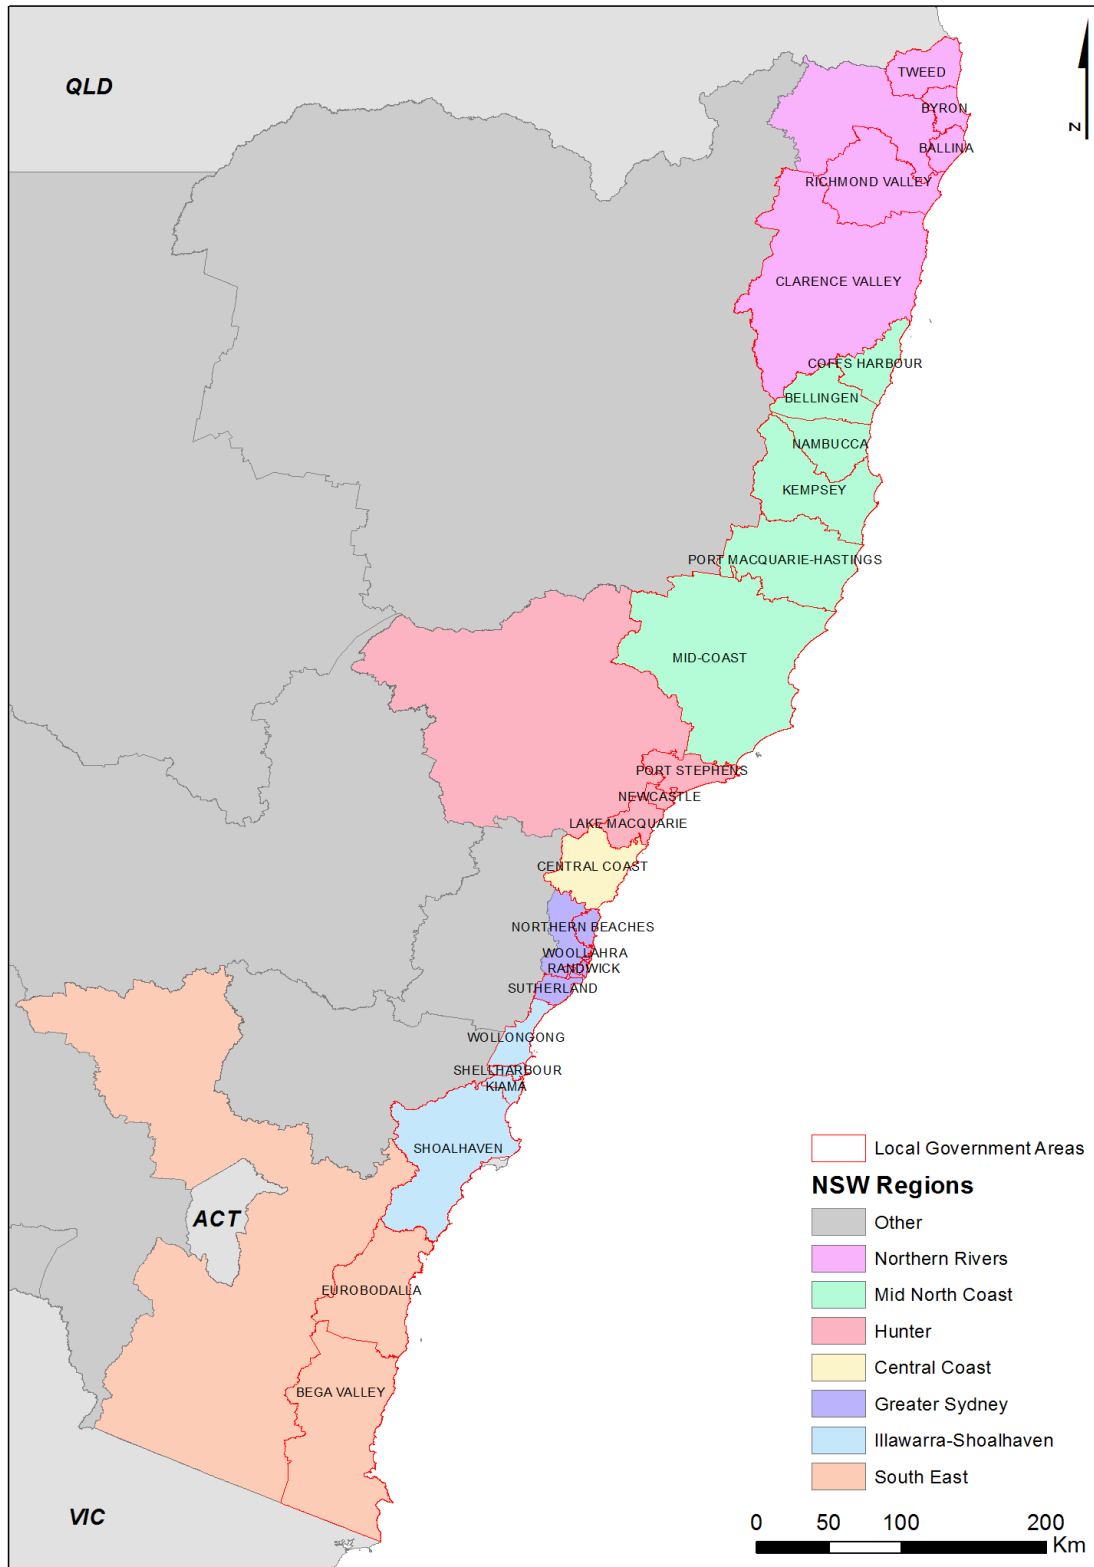 QLD
TWEED
BYRON
BALLINA
RICHMOND VALLEY
CLARENCE VALLEY
COFFS HARBOUR
BELLINGEN
NAMBUCCA
KEMPSEY
PORT MACQUARIE-HASTINGS
MID-COAST
PORT STEPHENS
NEWCASTLE
LAKE MACQUARIE
CENTRAL COAST
NORTHERN BEACHES
WOOLLAHRA
RANDWICK
SUTHERLAND
WOLLONGONG
SHELLHARBOUR
KIAMA
SHOALHAVEN
ACT
EUROBODALLA
BEGA VALLEY
VIC
N
Local Government Areas
NSW Regions
Other
Northern Rivers
Mid North Coast
Hunter
Central Coast
Greater Sydney
Illawarra-Shoalhaven
South East
0 50 100 200
Km